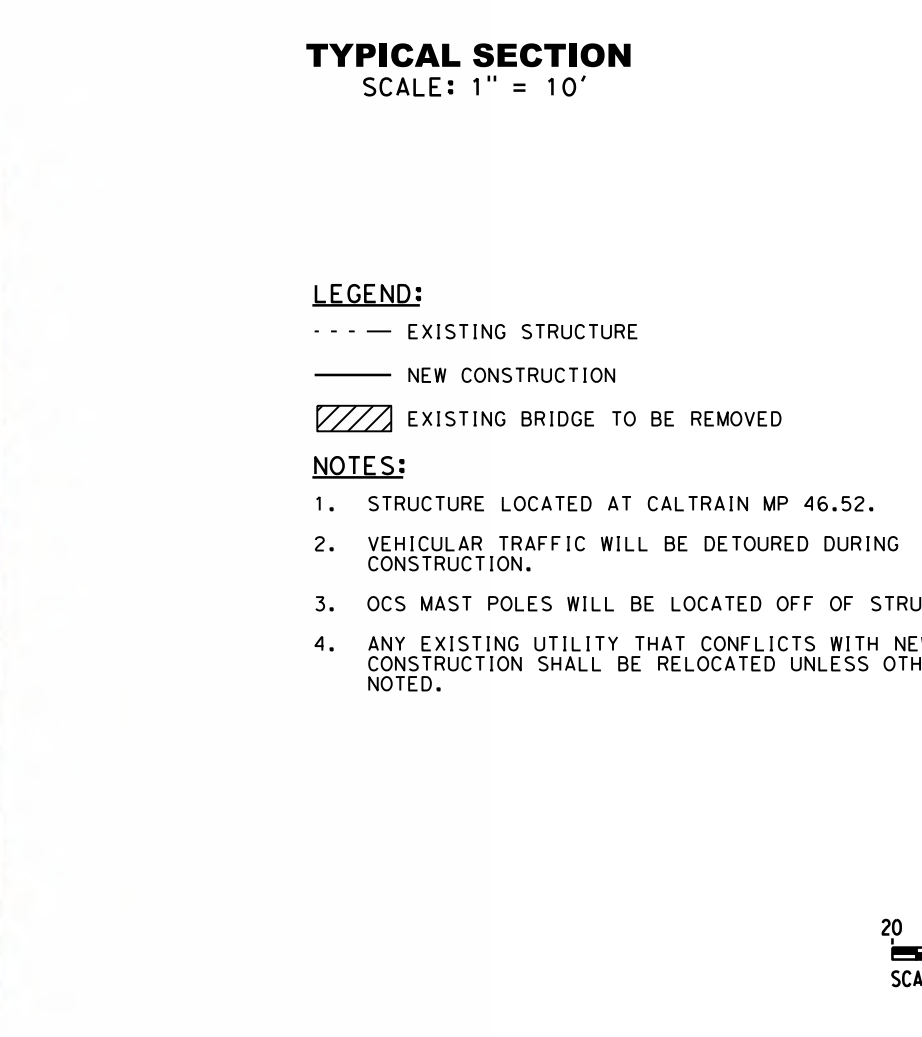 TYPICAL SECTION
SCALE: 1" = 10'
LEGEND:
EXISTING STRUCTURE
NEW CONSTRUCTION
EXISTING BRIDGE TO BE REMOVED
NOTES:
1. STRUCTURE LOCATED AT CALTRAIN MP 46.52.
2. VEHICULAR TRAFFIC WILL BE DETOURED DURING
CONSTRUCTION.
3. OCS MAST POLES WILL BE LOCATED OFF OF
4. ANY EXISTING UTILITY THAT CONFLICTS WITH
CONSTRUCTION SHALL BE RELOCATED UNLESS
NOTED.
20